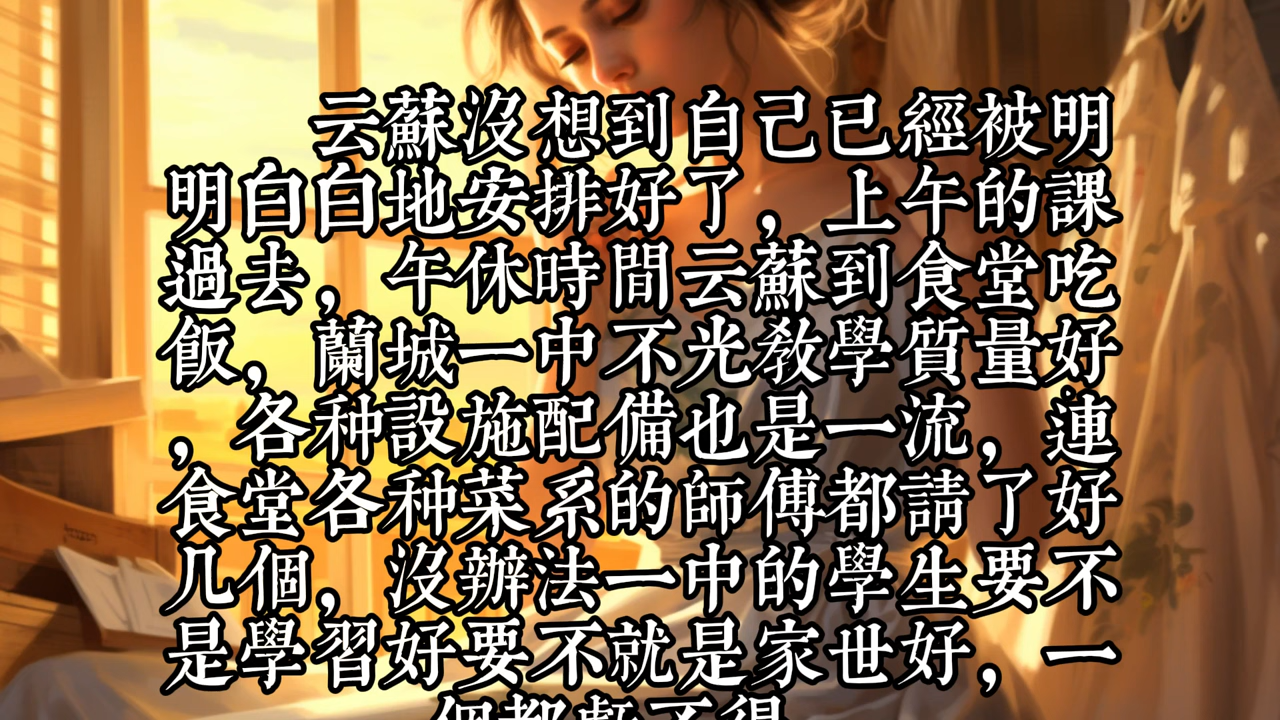 云蘇沒想到自己已經被明
明白白地安排好了，上午的課
過去，午休時間云蘇到食堂吃
飯，蘭城一中不光教學質量好
，各种設施配備也是一流，連
食堂各种菜系的師傅都請了好
几個，沒辦法一中的學生要不
是學習好要不就是家世好，一
個都虧不得